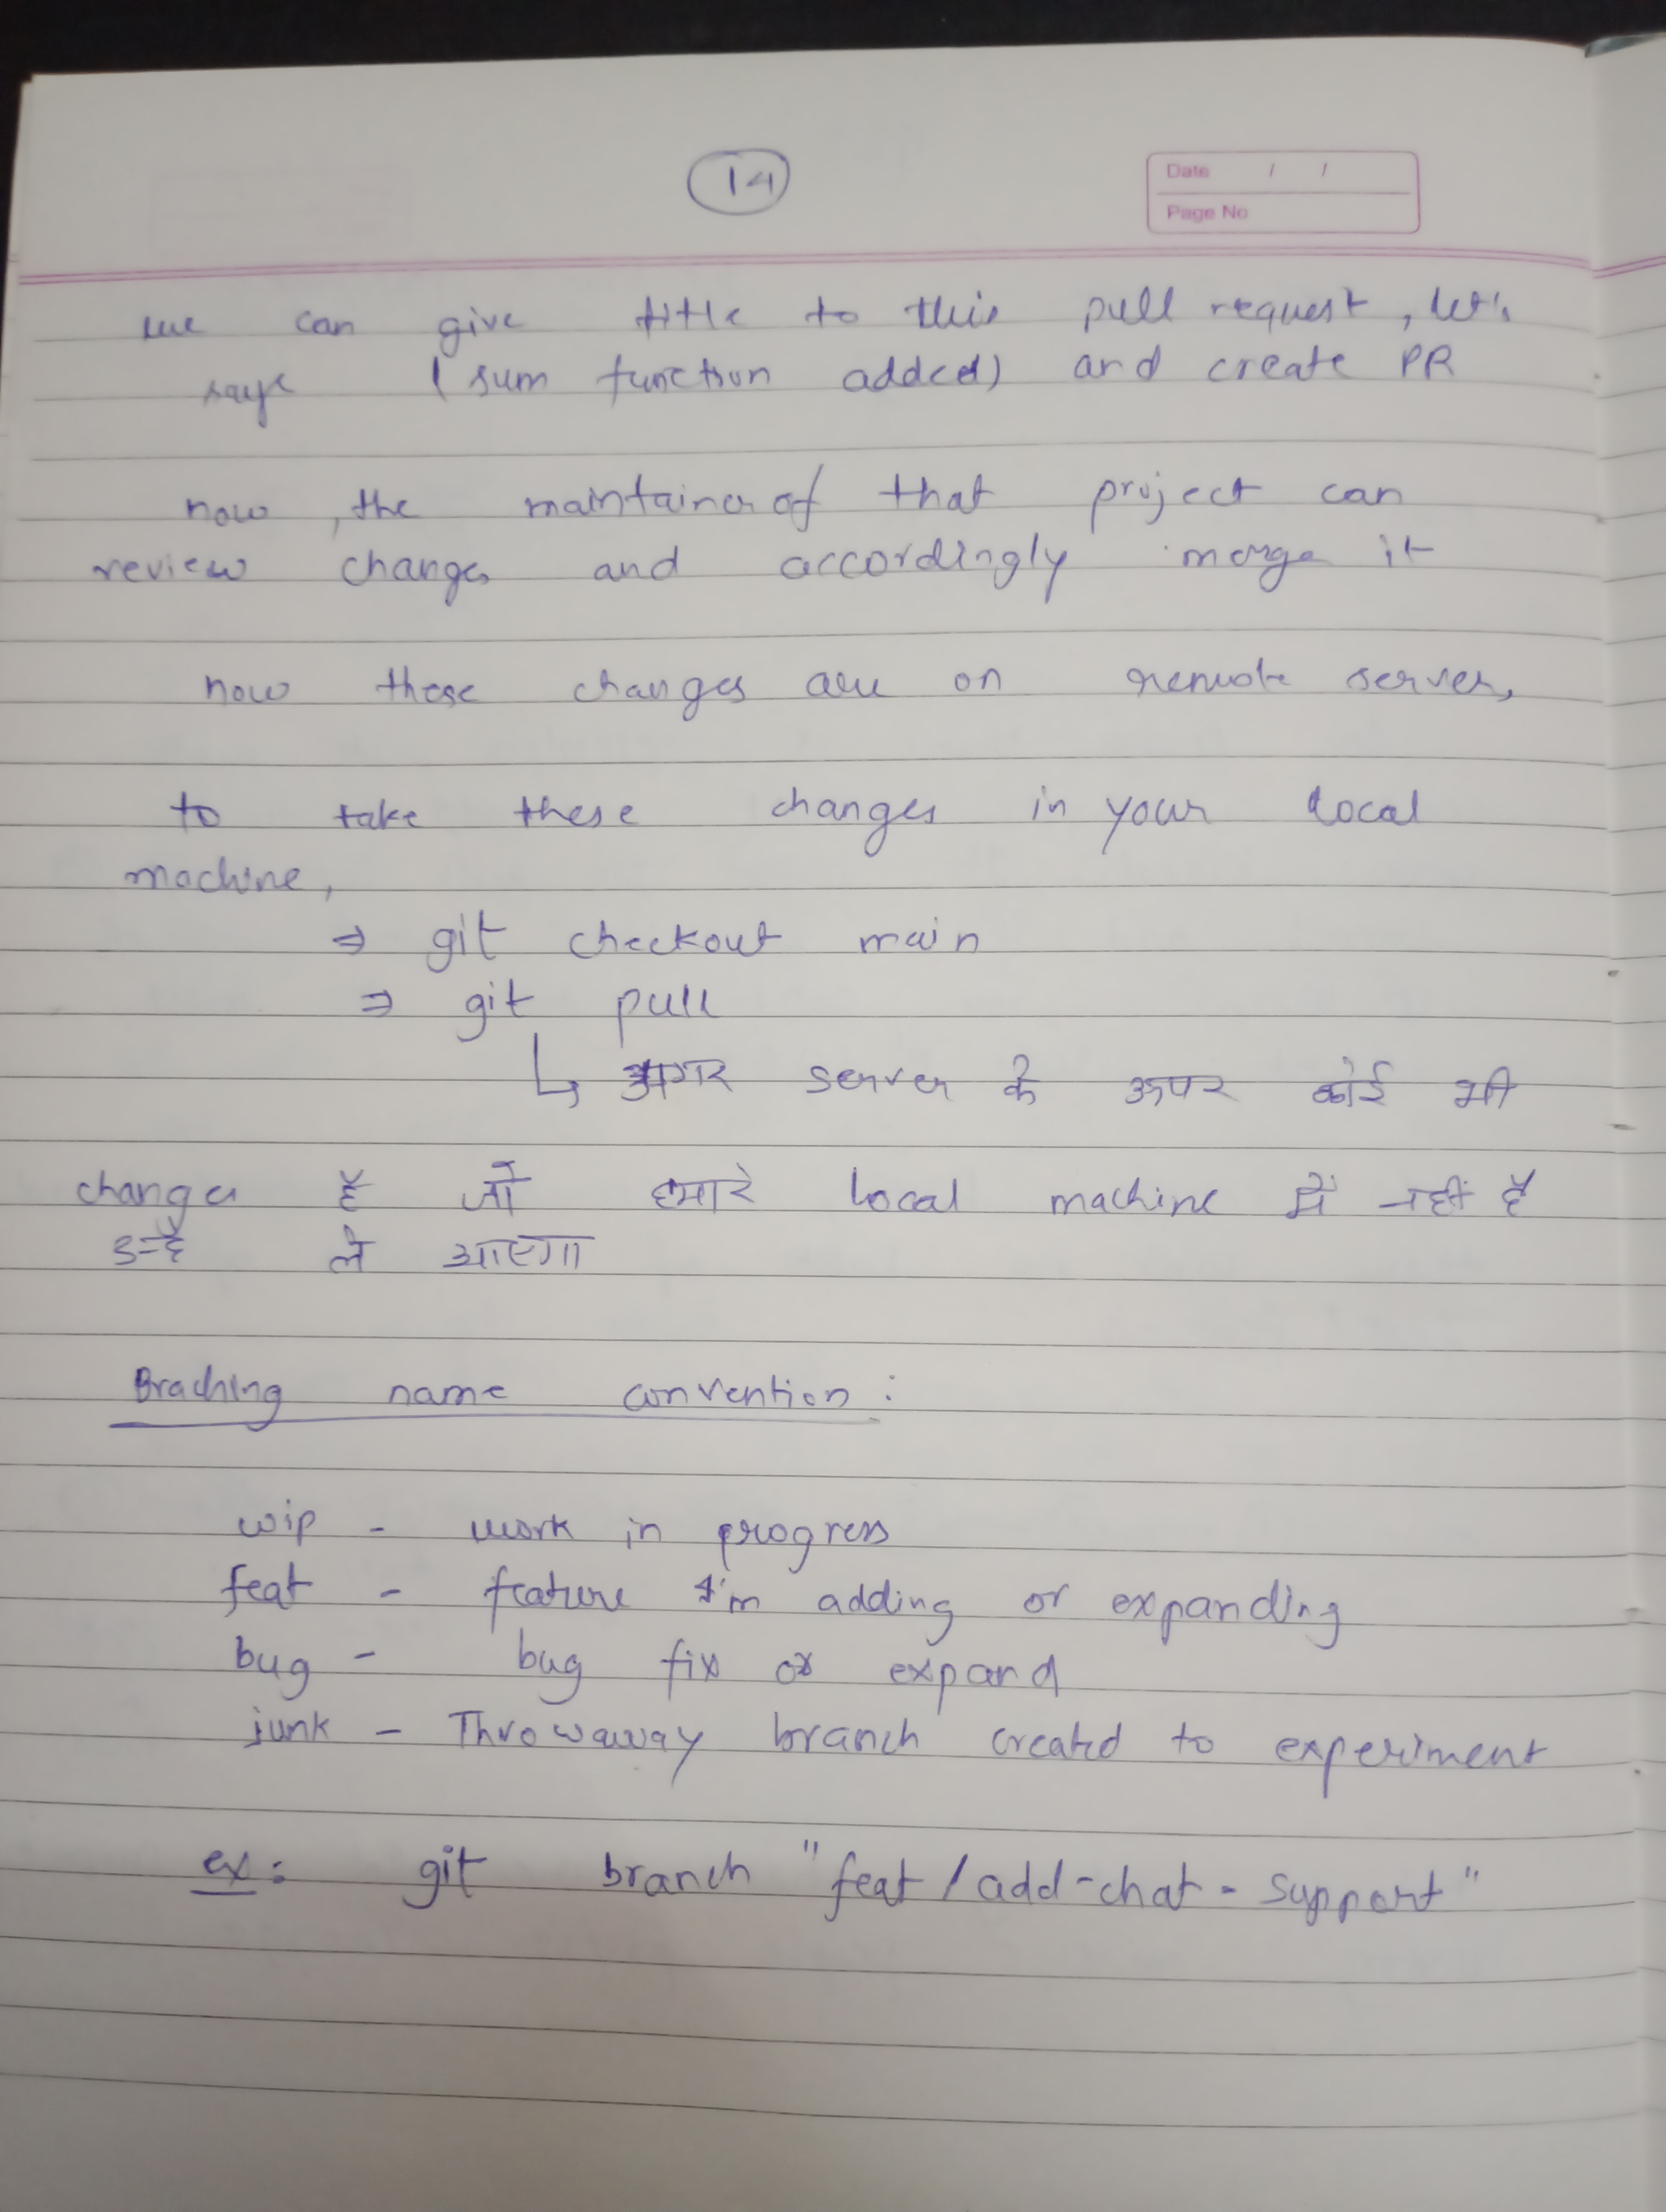 14
Date / /
Page No
we can give title to this pull request, let's
say (sum function added) and create PR
now, the maintainer of that project can
review changes and accordingly merge it
now these changes are on remote server,
to take these changes in your local
machine,
⇒ git checkout main
⇒ git pull
↳ अगर server के ऊपर कोई भी
changes है जो हमारे local machine में नहीं है
उन्हें ले आएगा
Braching name convention:
wip - work in progress
feat - feature I'm adding or expanding
bug - bug fix or expand
junk - Throwaway branch created to experiment
ex: git branch "feat/add-chat-support"